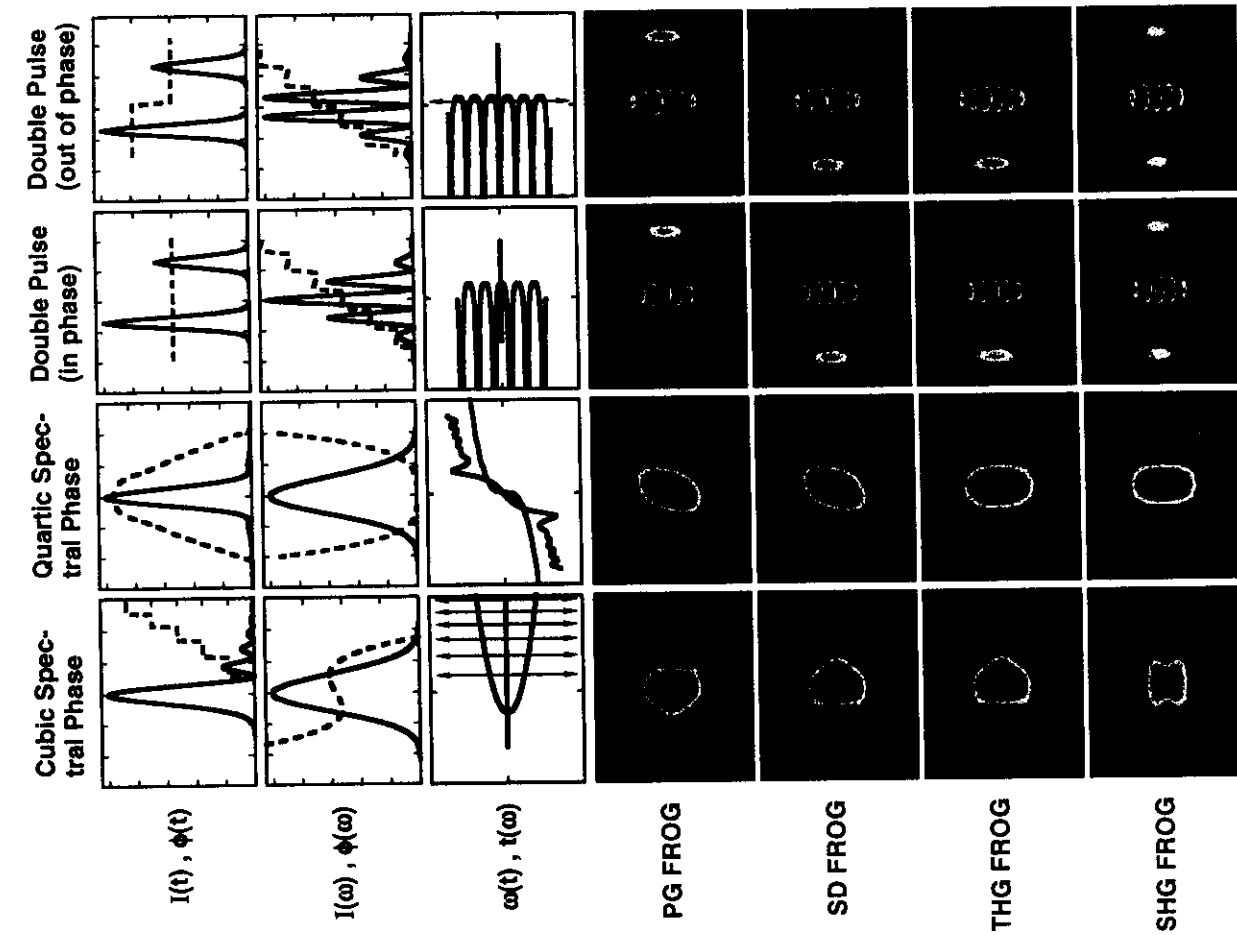 Cubic Spec-
tral Phase
Quartic Spec-
tral Phase
Double Pulse
(in phase)
Double Pulse
(out of phase)
I(t) , ϕ(t)
I(ω) , ϕ(ω)
ω(t) , t(ω)
PG FROG
SD FROG
THG FROG
SHG FROG